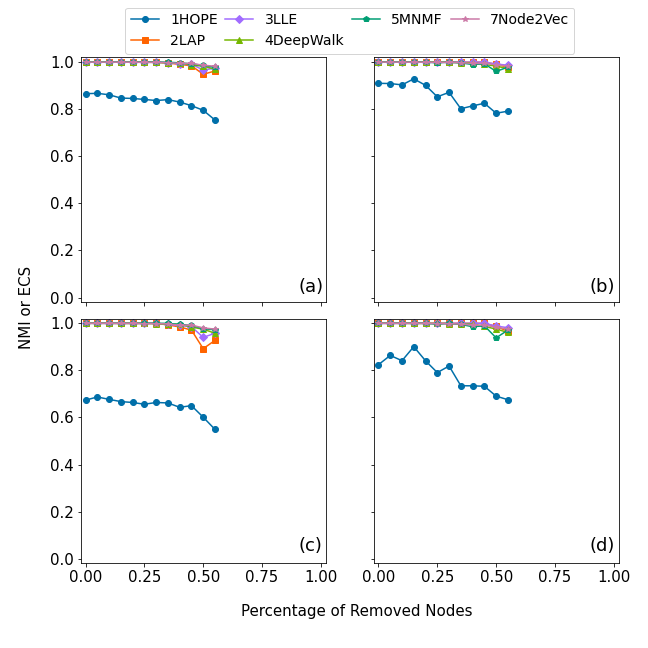 1HOPE 3LLE 5MNMF 7Node2Vec
2LAP 4DeepWalk
1.0
0.8
0.6
0.4
0.2
0.0
(a) (b)
NMI or ECS
1.0
0.8
0.6
0.4
0.2
0.0
(c) (d)
0.00 0.25 0.50 0.75 1.00 0.00 0.25 0.50 0.75 1.00
Percentage of Removed Nodes